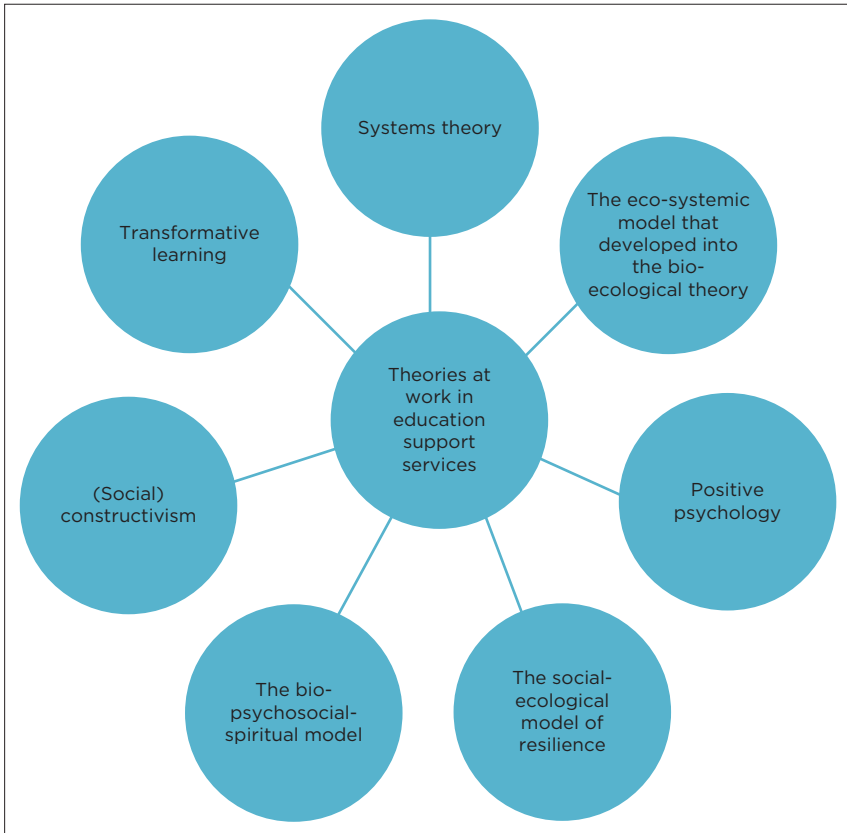 Systems theory
The eco-systemic
model that
developed into
the bio-
ecological theory
Positive
psychology
The social-
ecological
model of
resilience
The bio-
psychosocial-
spiritual model
(Social)
constructivism
Transformative
learning
Theories at
work in
education
support
services